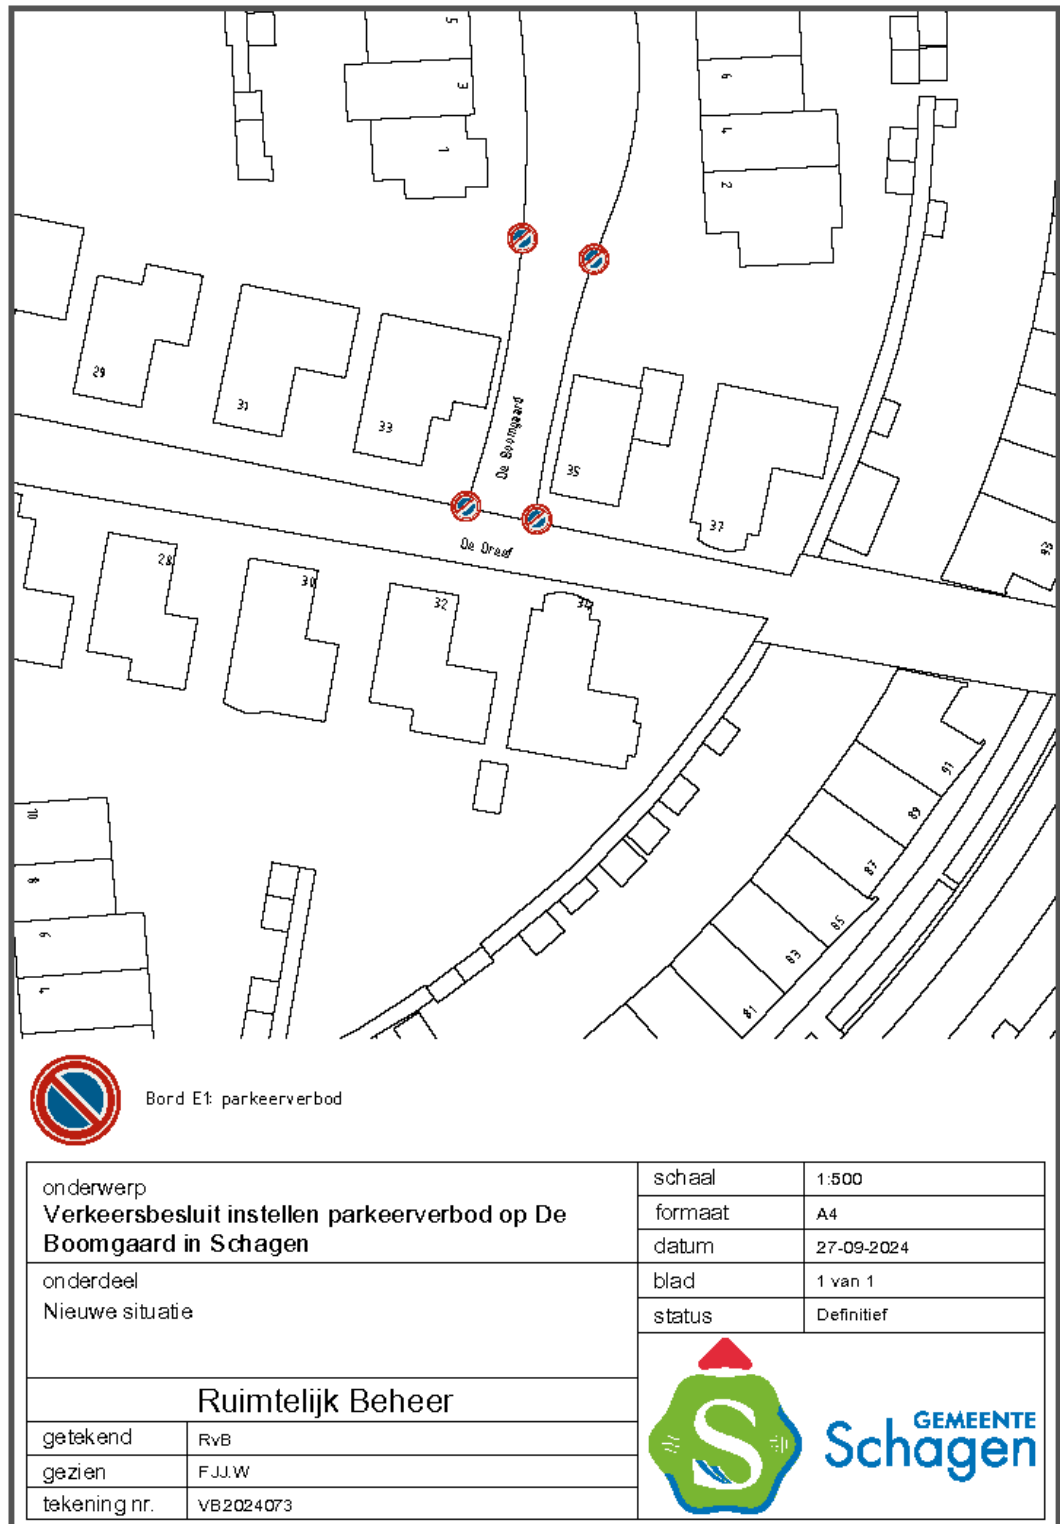 5
3
1
6
4
2
29
31
33
De Boomgaard
35
37
93
De Dreef
28
30
32
34
91
89
87
85
83
81
10
8
6
4
Bord E1: parkeerverbod
onderwerp
Verkeersbesluit instellen parkeerverbod op De
Boomgaard in Schagen
onderdeel
Nieuwe situatie
schaal 1:500
formaat A4
datum 27-09-2024
blad 1 van 1
status Definitief
Ruimtelijk Beheer
getekend RvB
gezien FJJ.W
tekening nr. VB2024073
S
GEMEENTE
Schagen